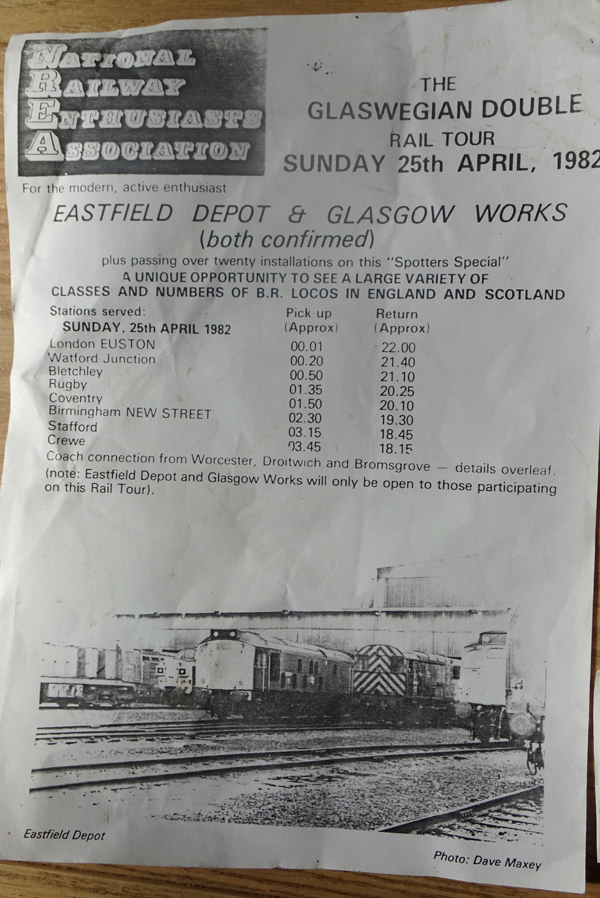 NATIONAL
RAILWAY
ENTHUSIASTS
ASSOCIATION
For the modern, active enthusiast
THE
GLASWEGIAN DOUBLE
RAIL TOUR
SUNDAY 25th APRIL, 1982
EASTFIELD DEPOT & GLASGOW WORKS
(both confirmed)
plus passing over twenty installations on this "Spotters Special"
A UNIQUE OPPORTUNITY TO SEE A LARGE VARIETY OF
CLASSES AND NUMBERS OF B.R. LOCOS IN ENGLAND AND SCOTLAND
Stations served: Pick up Return
SUNDAY, 25th APRIL 1982 (Approx) (Approx)
London EUSTON 00.01 22.00
Watford Junction 00.20 21.40
Bletchley 00.50 21.10
Rugby 01.35 20.25
Coventry 01.50 20.10
Birmingham NEW STREET 02.30 19.30
Stafford 03.15 18.45
Crewe 03.45 18.15
Coach connection from Worcester, Droitwich and Bromsgrove — details overleaf.
(note: Eastfield Depot and Glasgow Works will only be open to those participating
on this Rail Tour).
Eastfield Depot
Photo: Dave Maxey